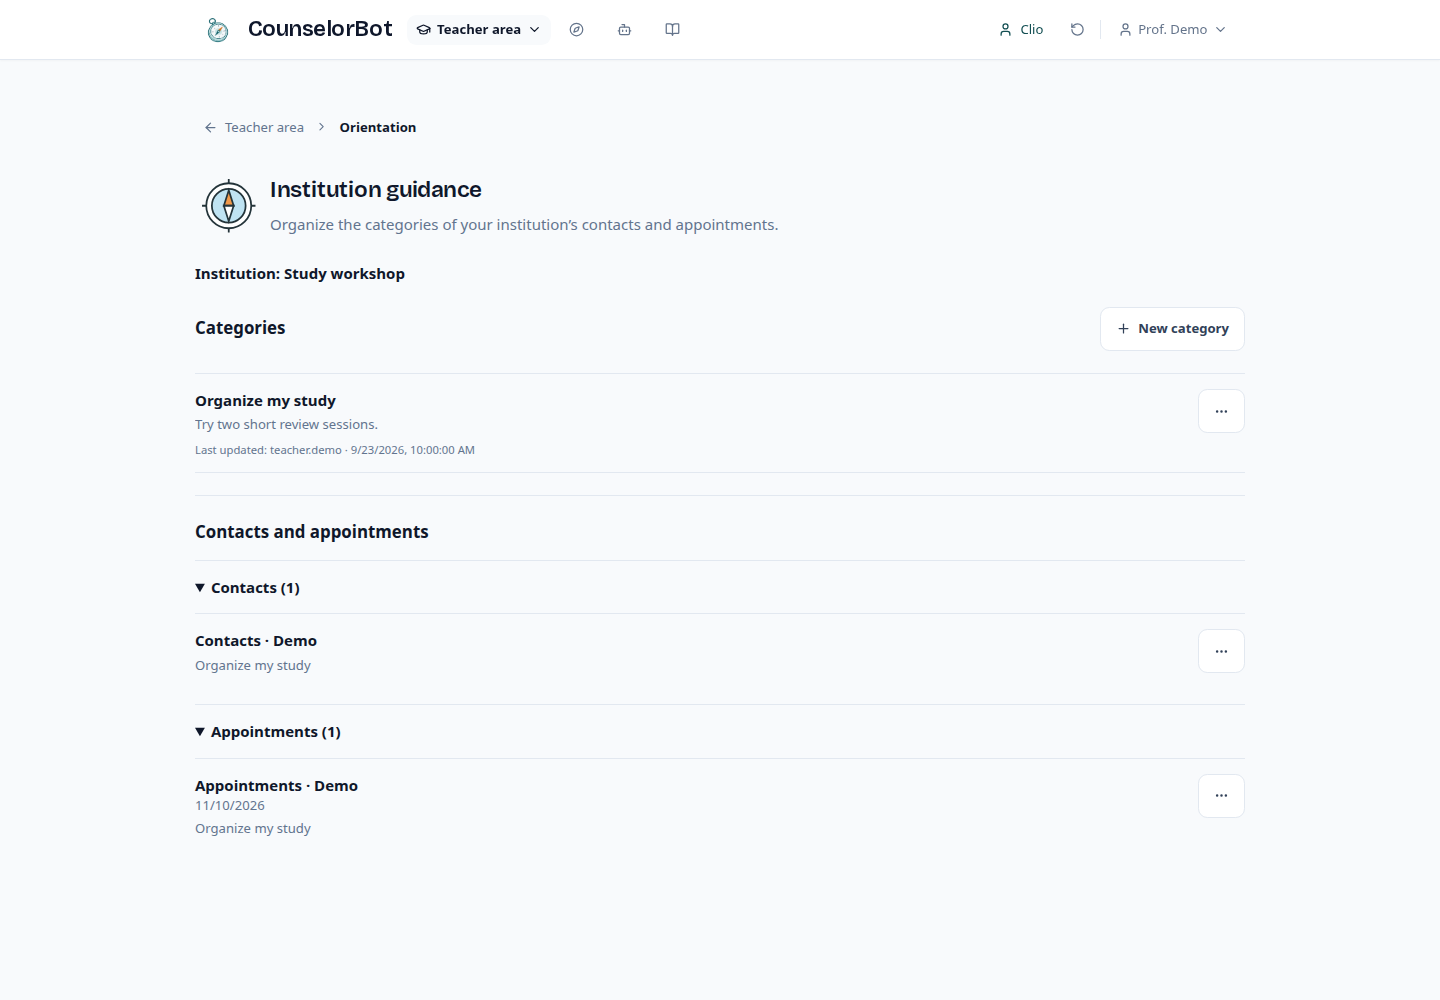 CounselorBot
Teacher area
Clio
Prof. Demo
Teacher area
Orientation
Institution guidance
Organize the categories of your institution’s contacts and appointments.
Institution: Study workshop
Categories
New category
Organize my study
Try two short review sessions.
Last updated: teacher.demo · 9/23/2026, 10:00:00 AM
Contacts and appointments
Contacts (1)
Contacts · Demo
Organize my study
Appointments (1)
Appointments · Demo
11/10/2026
Organize my study